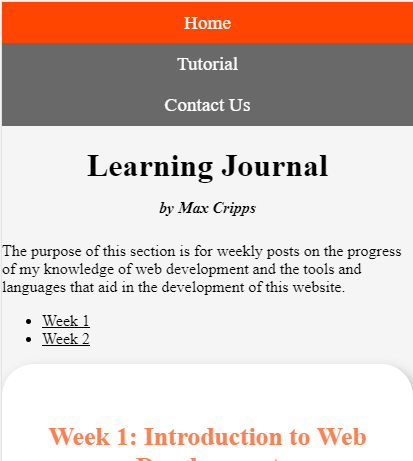 Home
Tutorial
Contact Us
Learning Journal
by Max Cripps
The purpose of this section is for weekly posts on the progress
of my knowledge of web development and the tools and
languages that aid in the development of this website.
Week 1
Week 2
Week 1: Introduction to Web